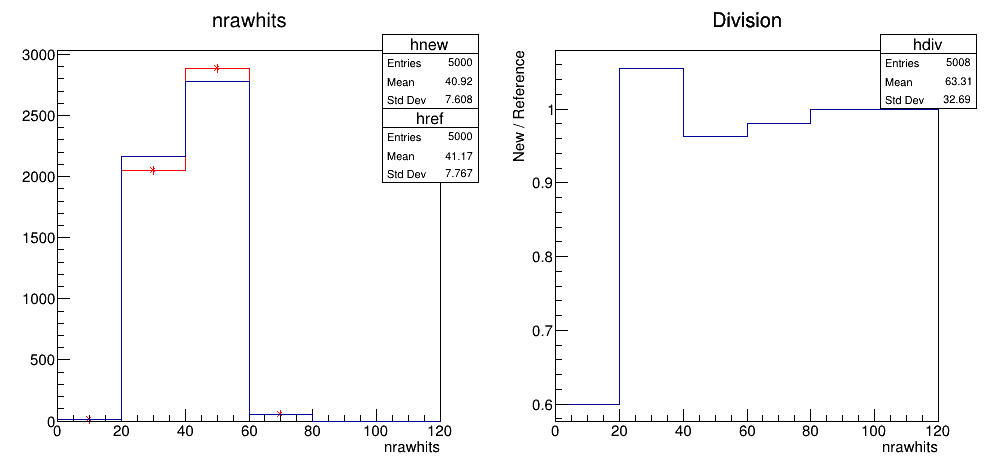 nrawhits
hnew
Entries 5000
Mean 40.92
Std Dev 7.608
href
Entries 5000
Mean 41.17
Std Dev 7.767
3000
2500
2000
1500
1000
500
0
0 20 40 60 80 100 120
nrawhits
Division
hdiv
Entries 5008
Mean 63.31
Std Dev 32.69
New / Reference
1
0.9
0.8
0.7
0.6
0 20 40 60 80 100 120
nrawhits